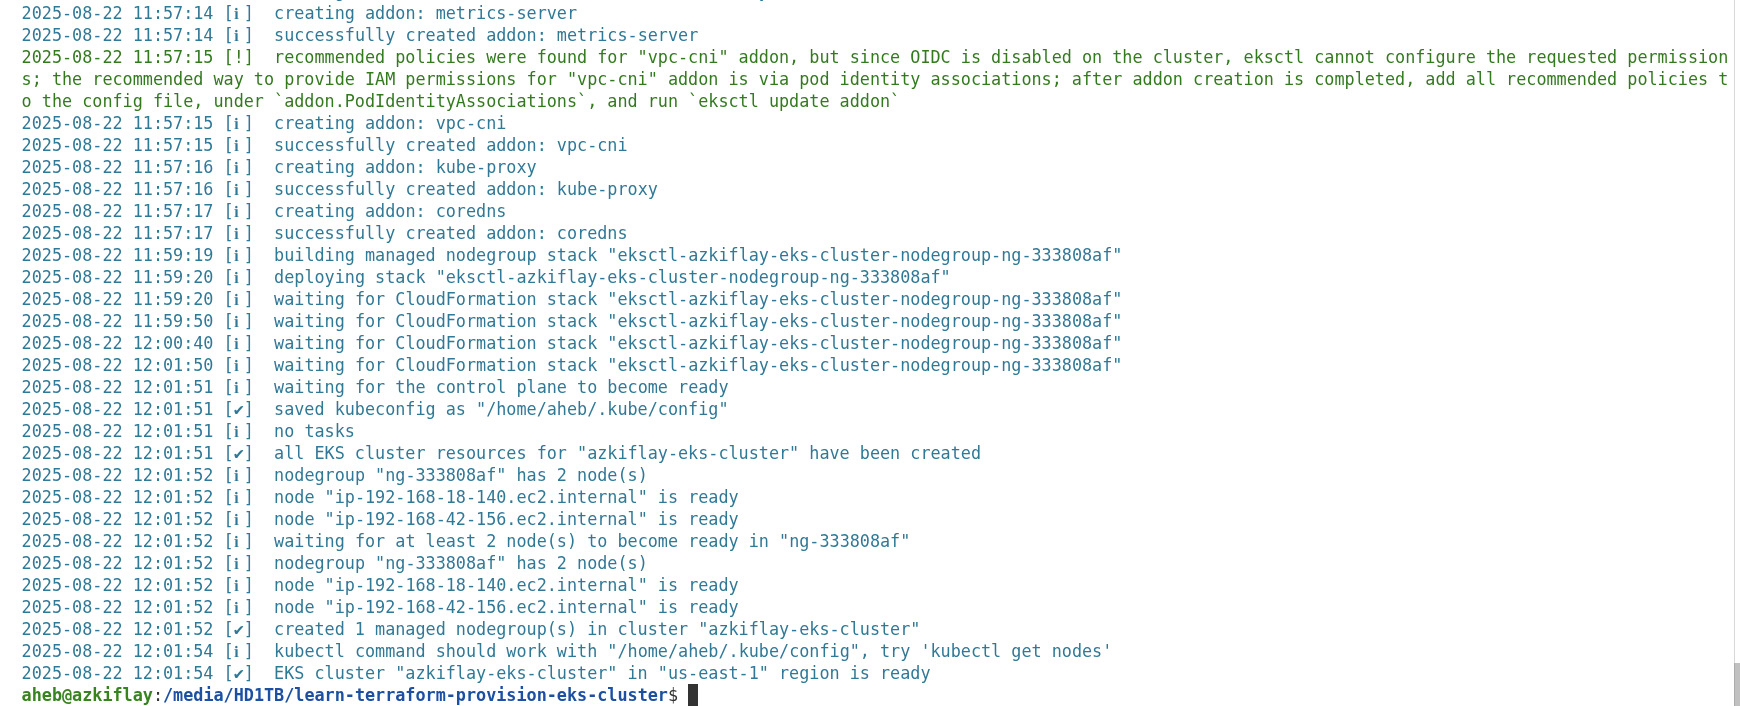 2025-08-22 11:57:14 [ℹ]  creating addon: metrics-server
2025-08-22 11:57:14 [ℹ]  successfully created addon: metrics-server
2025-08-22 11:57:15 [!]  recommended policies were found for "vpc-cni" addon, but since OIDC is disabled on the cluster, eksctl cannot configure the requested permission
s; the recommended way to provide IAM permissions for "vpc-cni" addon is via pod identity associations; after addon creation is completed, add all recommended policies t
o the config file, under `addon.PodIdentityAssociations`, and run `eksctl update addon`
2025-08-22 11:57:15 [ℹ]  creating addon: vpc-cni
2025-08-22 11:57:15 [ℹ]  successfully created addon: vpc-cni
2025-08-22 11:57:16 [ℹ]  creating addon: kube-proxy
2025-08-22 11:57:16 [ℹ]  successfully created addon: kube-proxy
2025-08-22 11:57:17 [ℹ]  creating addon: coredns
2025-08-22 11:57:17 [ℹ]  successfully created addon: coredns
2025-08-22 11:59:19 [ℹ]  building managed nodegroup stack "eksctl-azkiflay-eks-cluster-nodegroup-ng-333808af"
2025-08-22 11:59:20 [ℹ]  deploying stack "eksctl-azkiflay-eks-cluster-nodegroup-ng-333808af"
2025-08-22 11:59:20 [ℹ]  waiting for CloudFormation stack "eksctl-azkiflay-eks-cluster-nodegroup-ng-333808af"
2025-08-22 11:59:50 [ℹ]  waiting for CloudFormation stack "eksctl-azkiflay-eks-cluster-nodegroup-ng-333808af"
2025-08-22 12:00:40 [ℹ]  waiting for CloudFormation stack "eksctl-azkiflay-eks-cluster-nodegroup-ng-333808af"
2025-08-22 12:01:50 [ℹ]  waiting for CloudFormation stack "eksctl-azkiflay-eks-cluster-nodegroup-ng-333808af"
2025-08-22 12:01:51 [ℹ]  waiting for the control plane to become ready
2025-08-22 12:01:51 [✔]  saved kubeconfig as "/home/aheb/.kube/config"
2025-08-22 12:01:51 [ℹ]  no tasks
2025-08-22 12:01:51 [✔]  all EKS cluster resources for "azkiflay-eks-cluster" have been created
2025-08-22 12:01:52 [ℹ]  nodegroup "ng-333808af" has 2 node(s)
2025-08-22 12:01:52 [ℹ]  node "ip-192-168-18-140.ec2.internal" is ready
2025-08-22 12:01:52 [ℹ]  node "ip-192-168-42-156.ec2.internal" is ready
2025-08-22 12:01:52 [ℹ]  waiting for at least 2 node(s) to become ready in "ng-333808af"
2025-08-22 12:01:52 [ℹ]  nodegroup "ng-333808af" has 2 node(s)
2025-08-22 12:01:52 [ℹ]  node "ip-192-168-18-140.ec2.internal" is ready
2025-08-22 12:01:52 [ℹ]  node "ip-192-168-42-156.ec2.internal" is ready
2025-08-22 12:01:52 [✔]  created 1 managed nodegroup(s) in cluster "azkiflay-eks-cluster"
2025-08-22 12:01:54 [ℹ]  kubectl command should work with "/home/aheb/.kube/config", try 'kubectl get nodes'
2025-08-22 12:01:54 [✔]  EKS cluster "azkiflay-eks-cluster" in "us-east-1" region is ready
aheb@azkiflay:/media/HD1TB/learn-terraform-provision-eks-cluster$